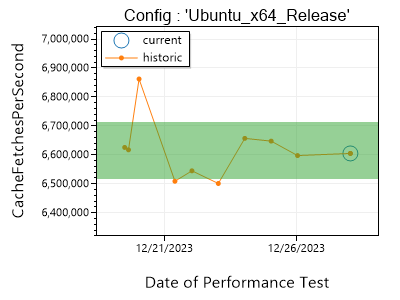 Config : 'Ubuntu_x64_Release'
current
historic
CacheFetchesPerSecond
7,000,000
6,900,000
6,800,000
6,700,000
6,600,000
6,500,000
6,400,000
12/21/2023
12/26/2023
Date of Performance Test